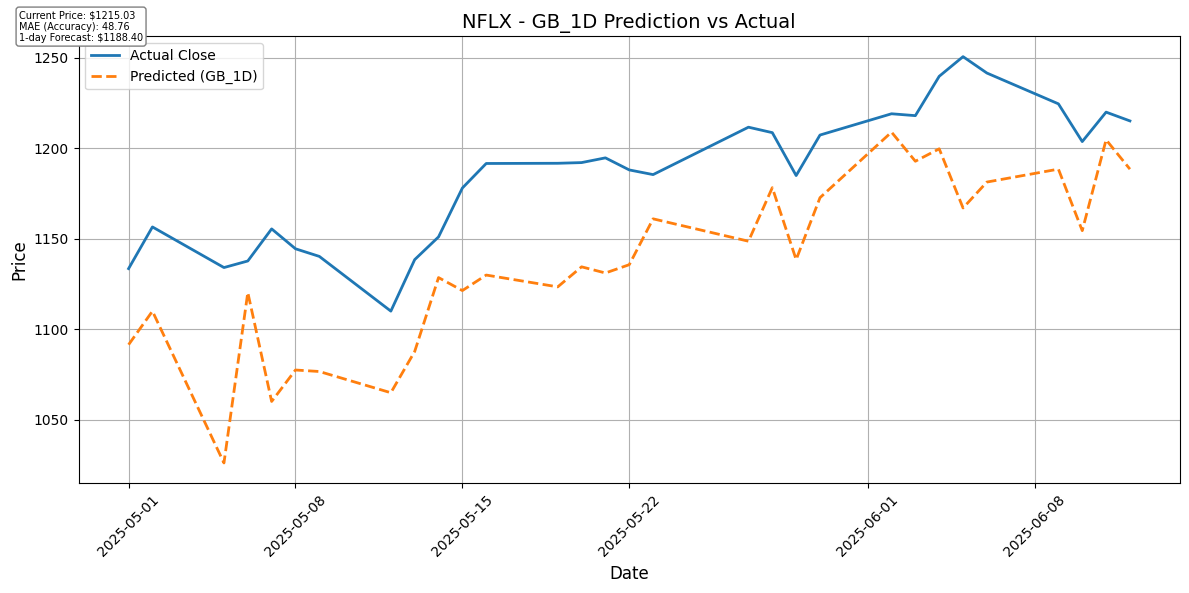 NFLX - GB_1D Prediction vs Actual
Current Price: $1215.03
MAE (Accuracy): 48.76
1-day Forecast: $1188.40
Actual Close
Predicted (GB_1D)
Price
1250
1200
1150
1100
1050
2025-05-01
2025-05-08
2025-05-15
2025-05-22
2025-06-01
2025-06-08
Date